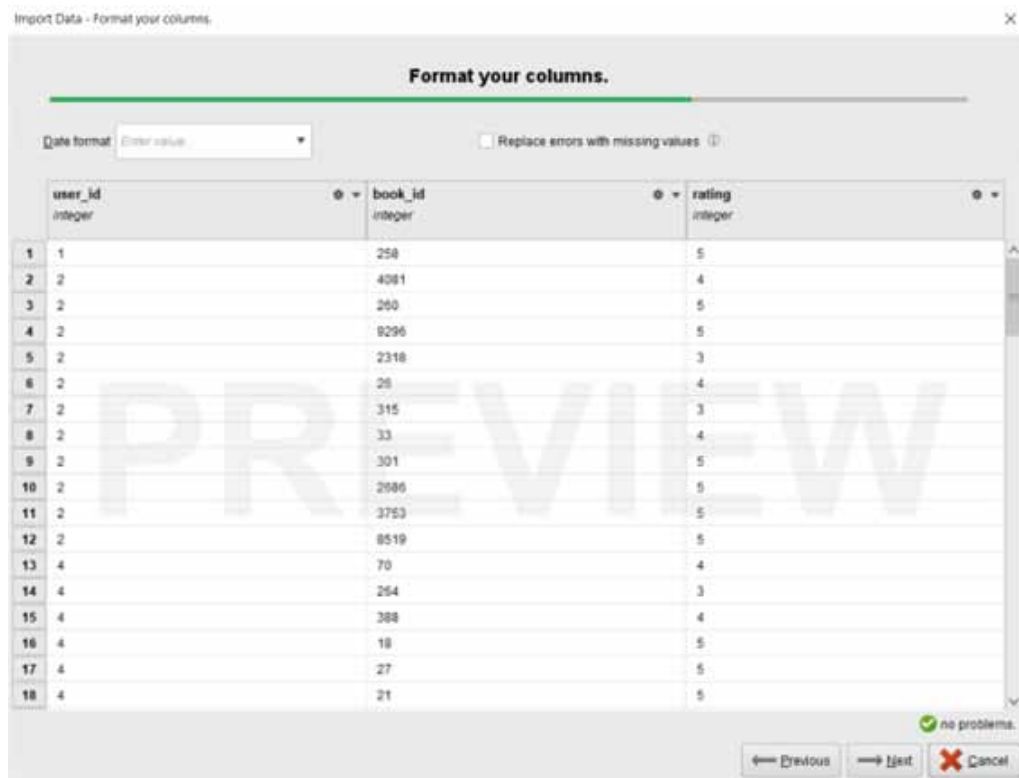 Import Data - Format your columns.
Format your columns.
Date format Enter value... Replace errors with missing values
user_id book_id rating
integer integer integer
1 1 258 5
2 2 4081 4
3 2 260 5
4 2 9296 5
5 2 2318 3
6 2 26 4
7 2 315 3
8 2 33 4
9 2 301 5
10 2 2686 5
11 2 3753 5
12 2 8519 5
13 4 70 4
14 4 264 3
15 4 388 4
16 4 18 5
17 4 27 5
18 4 21 5
PREVIEW
no problems.
Previous Next Cancel